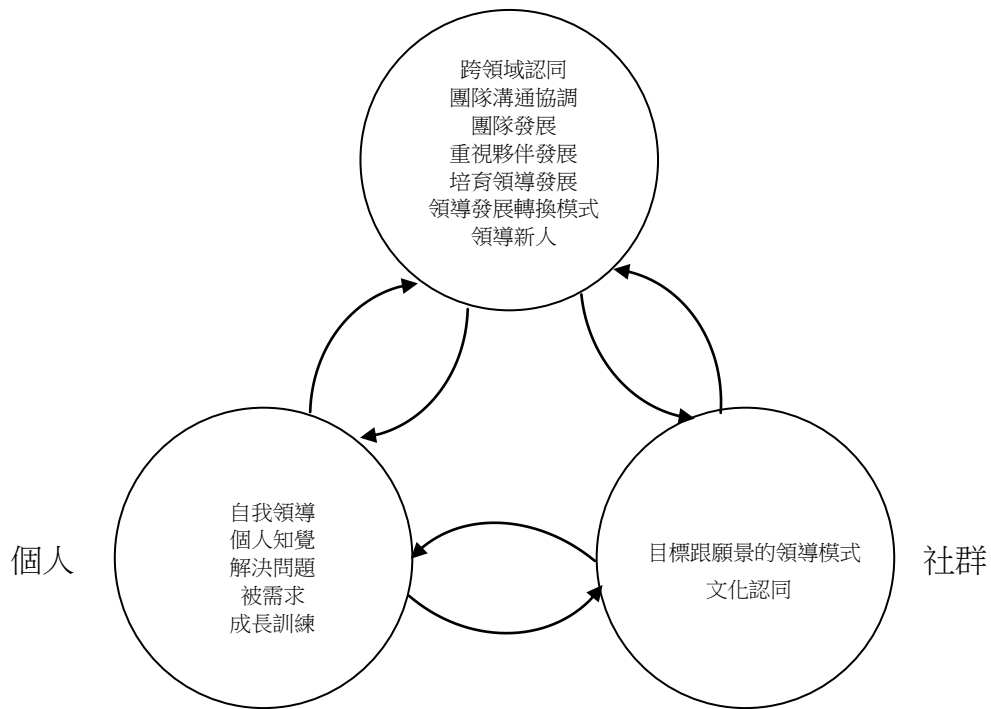 跨領域認同
團隊溝通協調
團隊發展
重視夥伴發展
培育領導發展
領導發展轉換模式
領導新人
個人
自我領導
個人知覺
解決問題
被需求
成長訓練
目標跟願景的領導模式
文化認同
社群